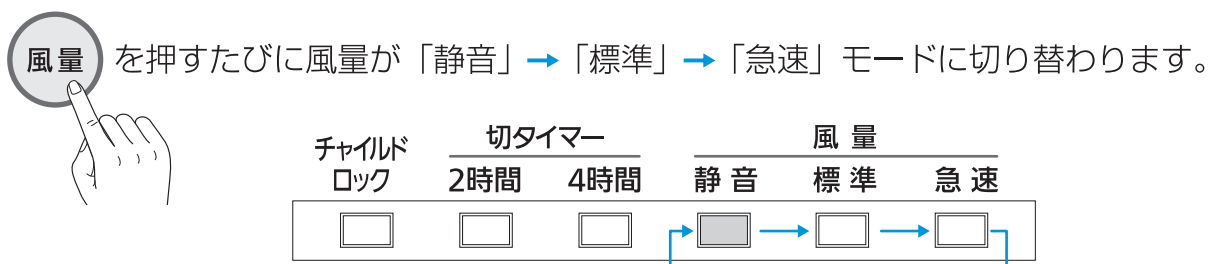 風量 を押すたびに風量が「静音」→「標準」→「急速」モードに切り替わります。
チャイルド
ロック
切タイマー
2時間 4時間
風量
静音 標準 急速